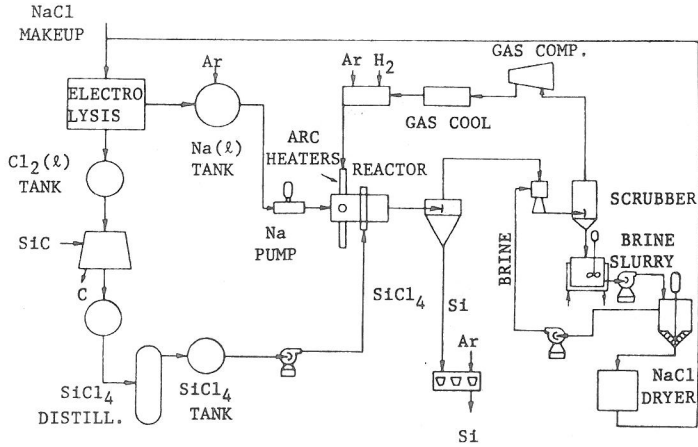 NaCl
MAKEUP
GAS COMP.
Ar
Ar H₂
ELECTRO
LYSIS
GAS COOL
Na(ℓ)
TANK
ARC
HEATERS
REACTOR
Cl₂(ℓ)
TANK
SCRUBBER
SiC
Na
PUMP
BRINE
BRINE
SLURRY
C
SiCl₄
Si
Ar
SiCl₄
DISTILL.
SiCl₄
TANK
NaCl
DRYER
Si